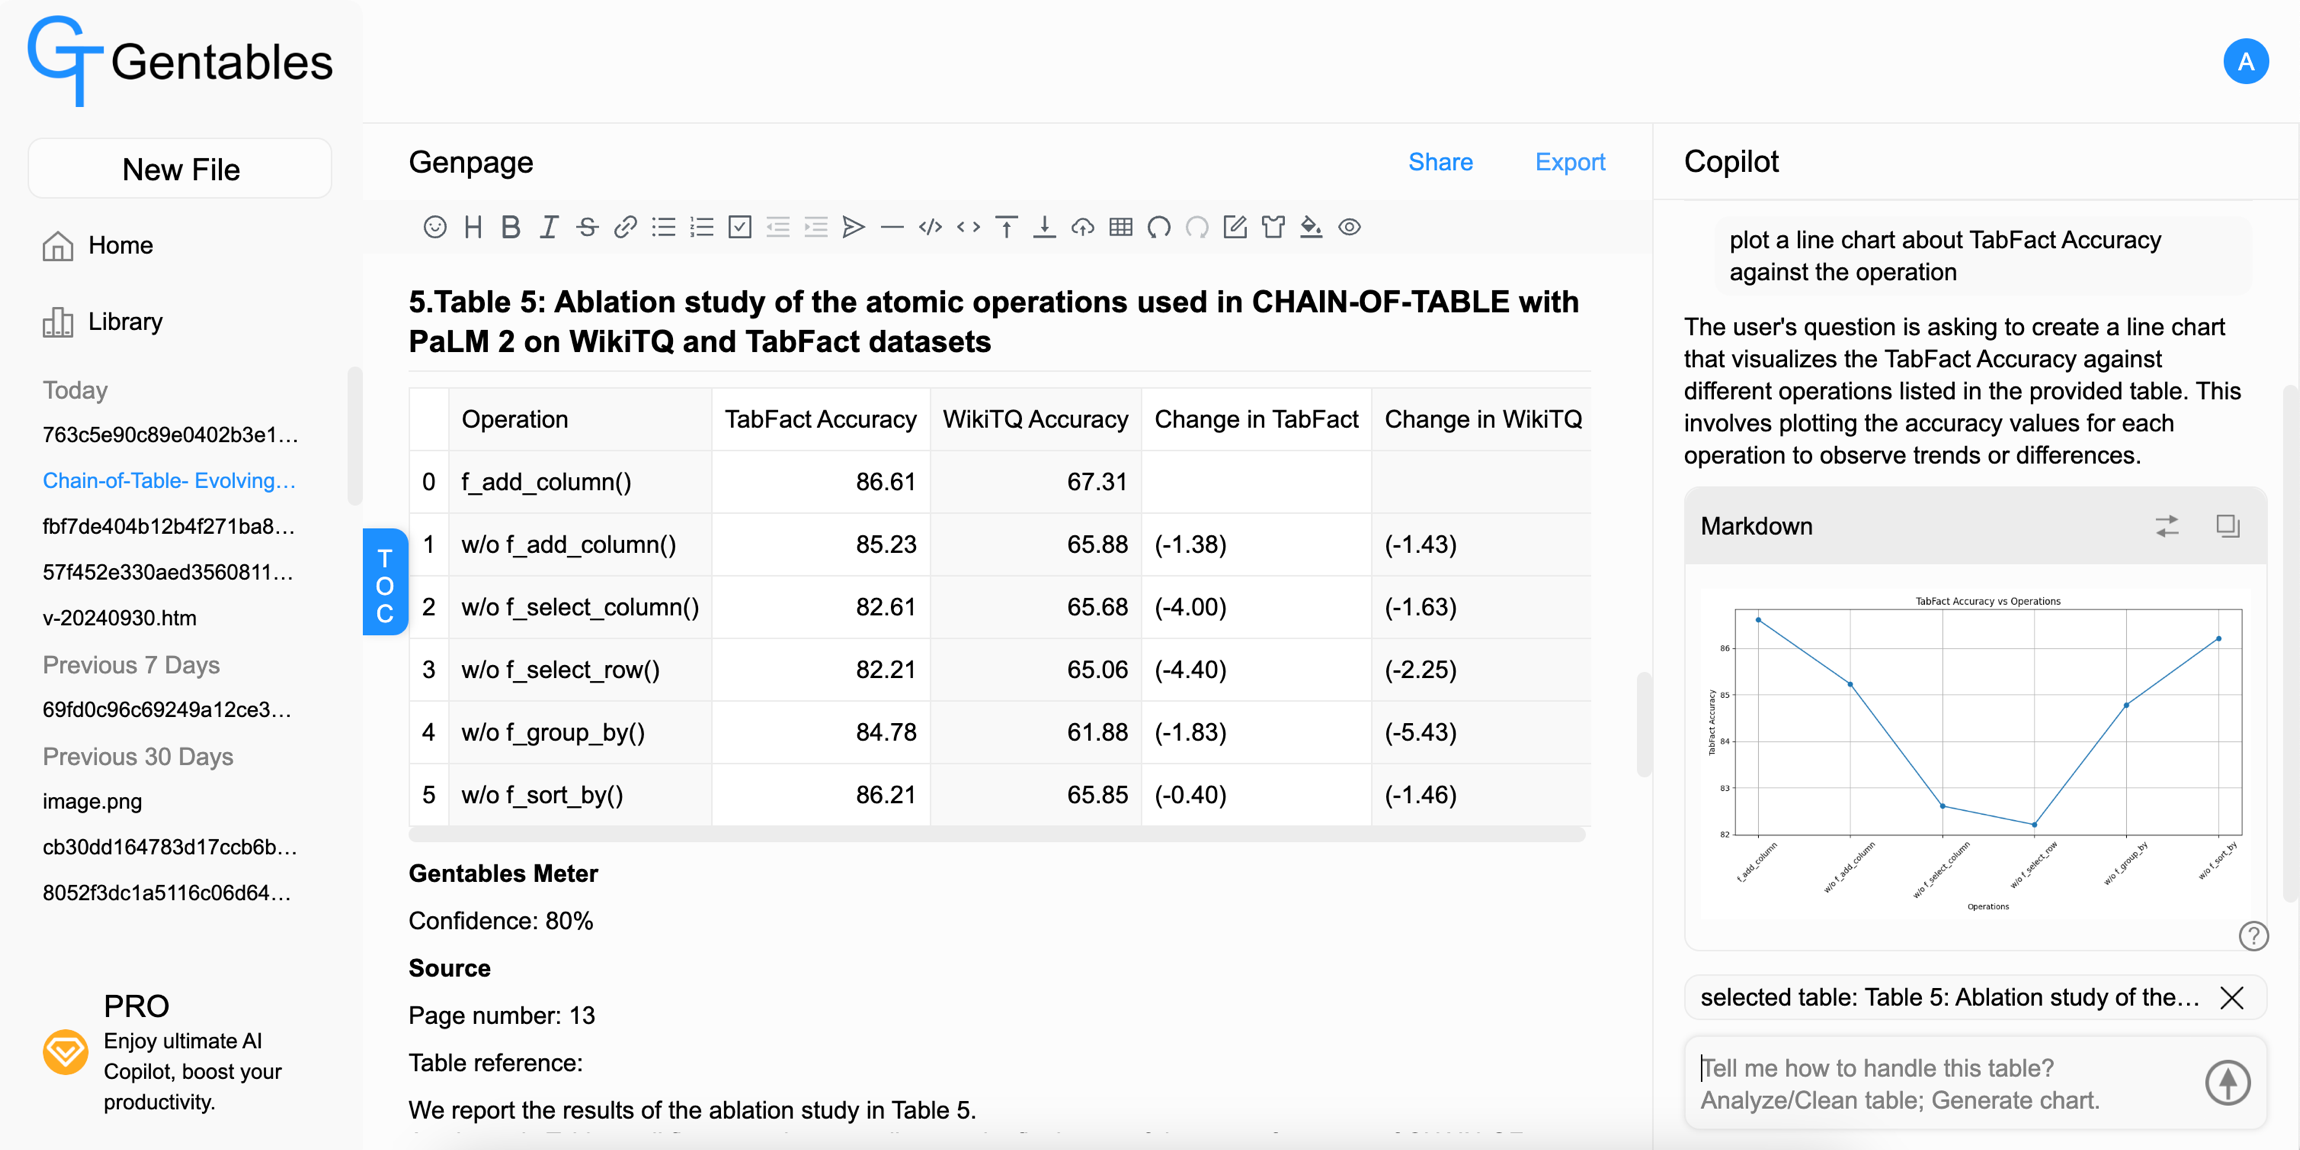 GT Gentables
A
New File
Home
Library
Today
763c5e90c89e0402b3e1...
Chain-of-Table- Evolving...
fbf7de404b12b4f271ba8...
57f452e330aed3560811...
v-20240930.htm
Previous 7 Days
69fd0c96c69249a12ce3...
Previous 30 Days
image.png
cb30dd164783d17ccb6b...
8052f3dc1a5116c06d64...
PRO
Enjoy ultimate AI
Copilot, boost your
productivity.
TOC
Genpage
Share
Export
5.Table 5: Ablation study of the atomic operations used in CHAIN-OF-TABLE with
PaLM 2 on WikiTQ and TabFact datasets
Operation TabFact Accuracy WikiTQ Accuracy Change in TabFact Change in WikiTQ
0 f_add_column() 86.61 67.31
1 w/o f_add_column() 85.23 65.88 (-1.38) (-1.43)
2 w/o f_select_column() 82.61 65.68 (-4.00) (-1.63)
3 w/o f_select_row() 82.21 65.06 (-4.40) (-2.25)
4 w/o f_group_by() 84.78 61.88 (-1.83) (-5.43)
5 w/o f_sort_by() 86.21 65.85 (-0.40) (-1.46)
Gentables Meter
Confidence: 80%
Source
Page number: 13
Table reference:
We report the results of the ablation study in Table 5.
Copilot
plot a line chart about TabFact Accuracy
against the operation
The user's question is asking to create a line chart
that visualizes the TabFact Accuracy against
different operations listed in the provided table. This
involves plotting the accuracy values for each
operation to observe trends or differences.
Markdown
TabFact Accuracy vs Operations
TabFact Accuracy
86
85
84
83
82
f_add_column
w/o f_add_column
w/o f_select_column
w/o f_select_row
w/o f_group_by
w/o f_sort_by
Operations
?
selected table: Table 5: Ablation study of the...
Tell me how to handle this table?
Analyze/Clean table; Generate chart.